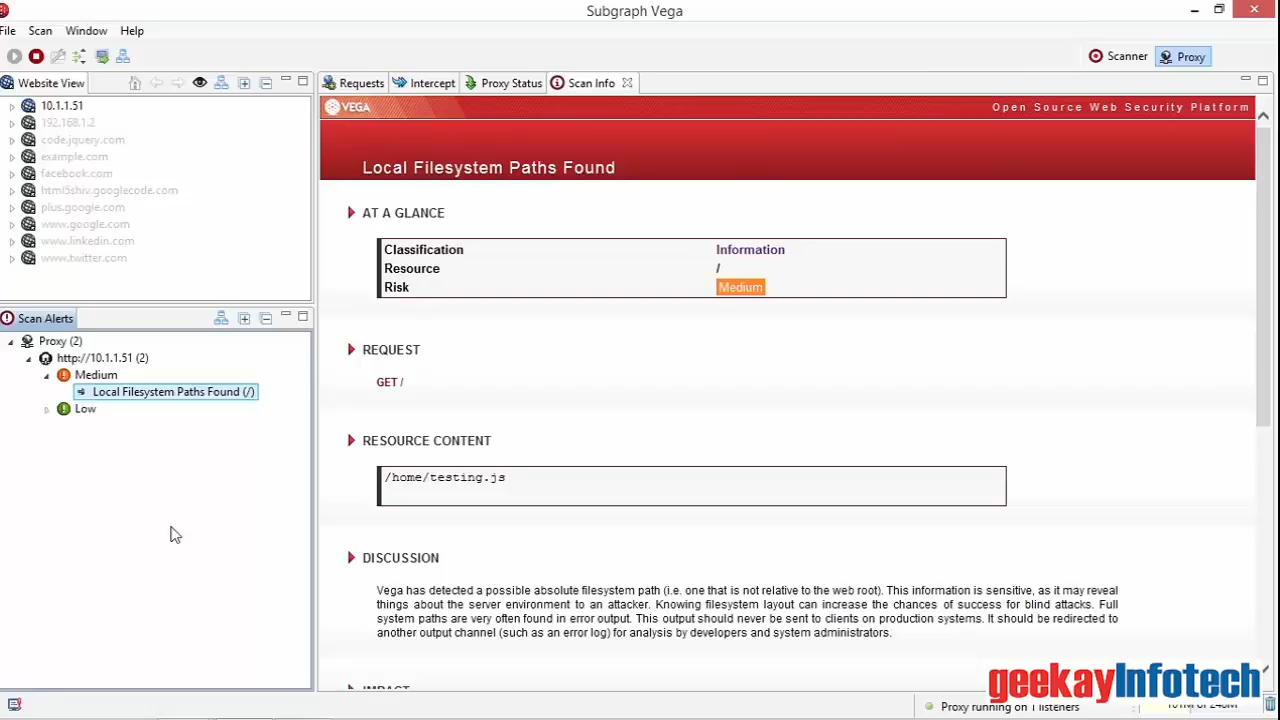 Subgraph Vega
File Scan Window Help
Scanner Proxy
Website View
Requests Intercept Proxy Status Scan Info
10.1.1.51
192.168.1.2
code.jquery.com
example.com
facebook.com
html5shiv.googlecode.com
plus.google.com
www.google.com
www.linkedin.com
www.twitter.com
Scan Alerts
Proxy (2)
http://10.1.1.51 (2)
Medium
Local Filesystem Paths Found (/)
Low
VEGA
Open Source Web Security Platform
Local Filesystem Paths Found
AT A GLANCE
Classification Information
Resource /
Risk Medium
REQUEST
GET /
RESOURCE CONTENT
/home/testing.js
DISCUSSION
Vega has detected a possible absolute filesystem path (i.e. one that is not relative to the web root). This information is sensitive, as it may reveal
things about the server environment to an attacker. Knowing filesystem layout can increase the chances of success for blind attacks. Full
system paths are very often found in error output. This output should never be sent to clients on production systems. It should be redirected to
another output channel (such as an error log) for analysis by developers and system administrators.
IMPACT
geekayInfotech
Proxy running on 1 listeners